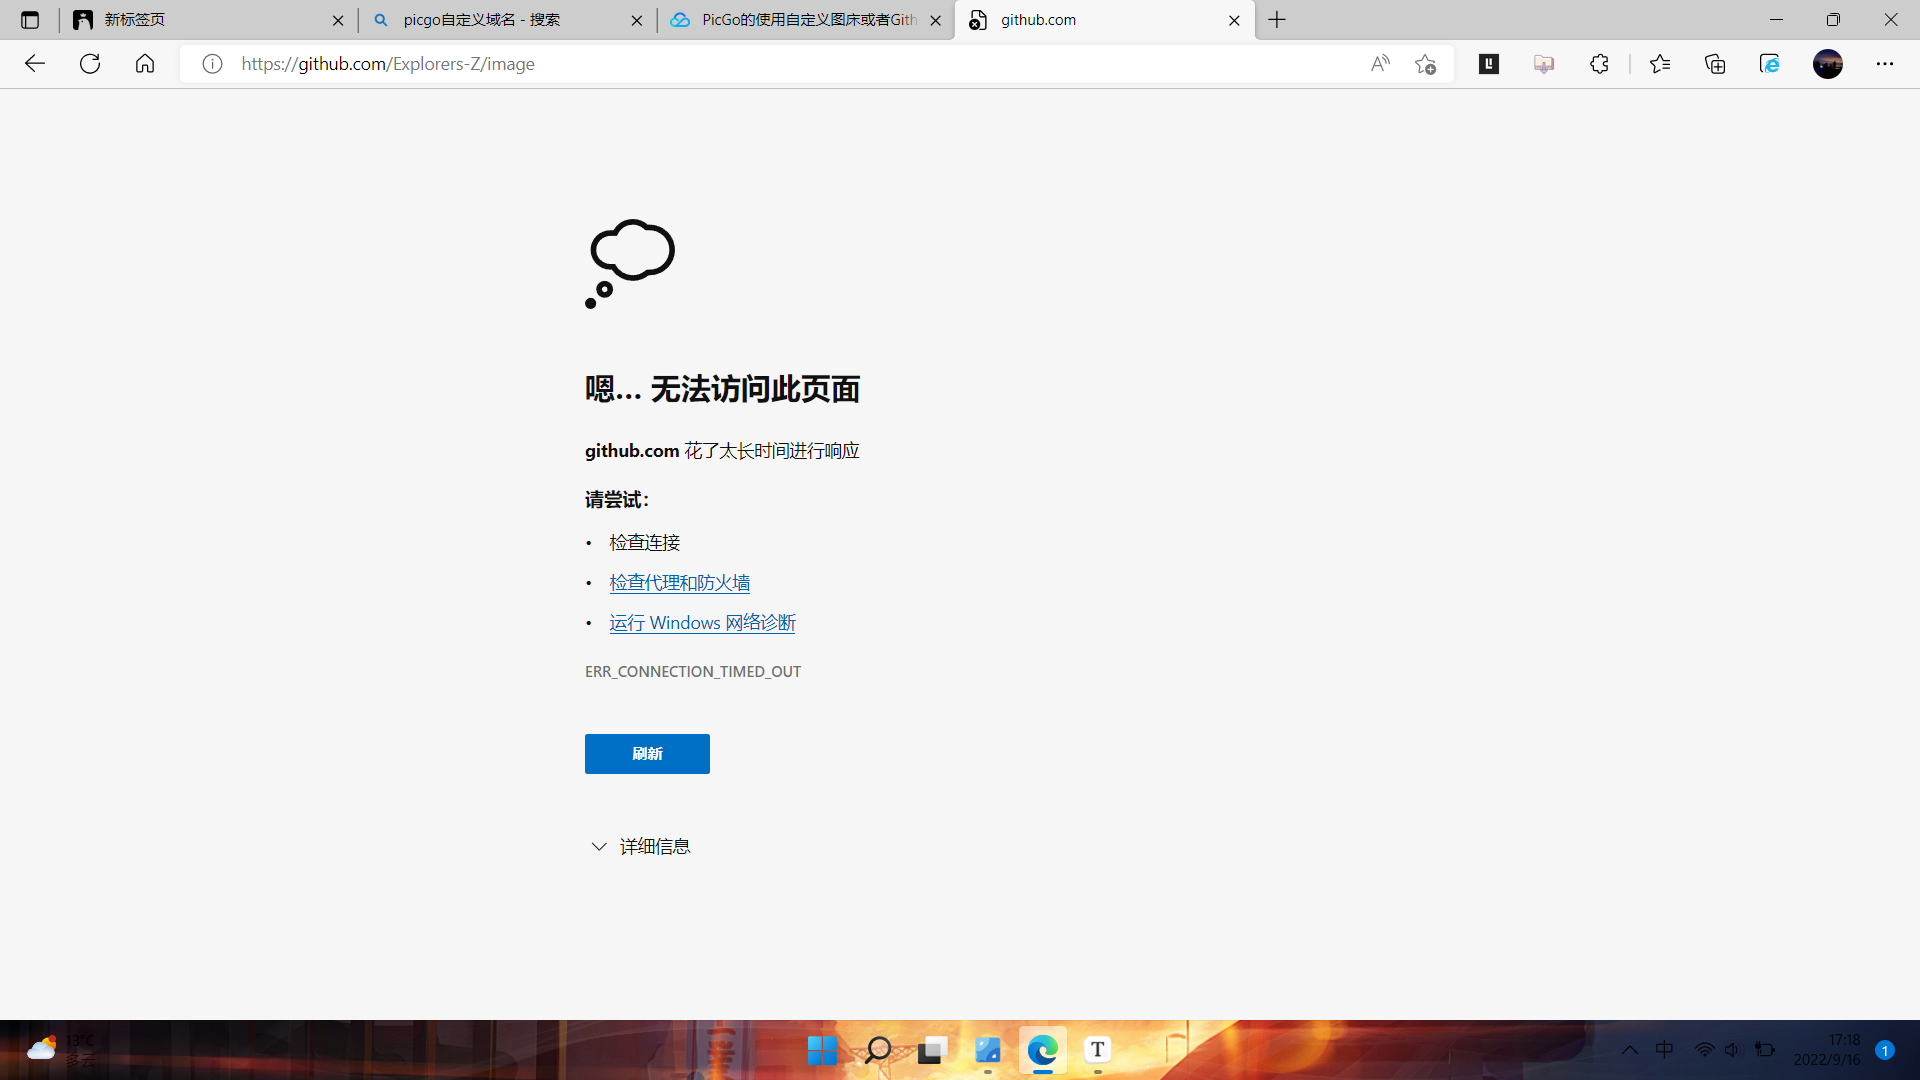 新标签页
picgo自定义域名 - 搜索
PicGo的使用自定义图床或者Gith
github.com
https://github.com/Explorers-Z/image
嗯… 无法访问此页面
github.com 花了太长时间进行响应
请尝试：
• 检查连接
• 检查代理和防火墙
• 运行 Windows 网络诊断
ERR_CONNECTION_TIMED_OUT
刷新
详细信息
13°C
多云
T
中
17:18
2022/9/16
1